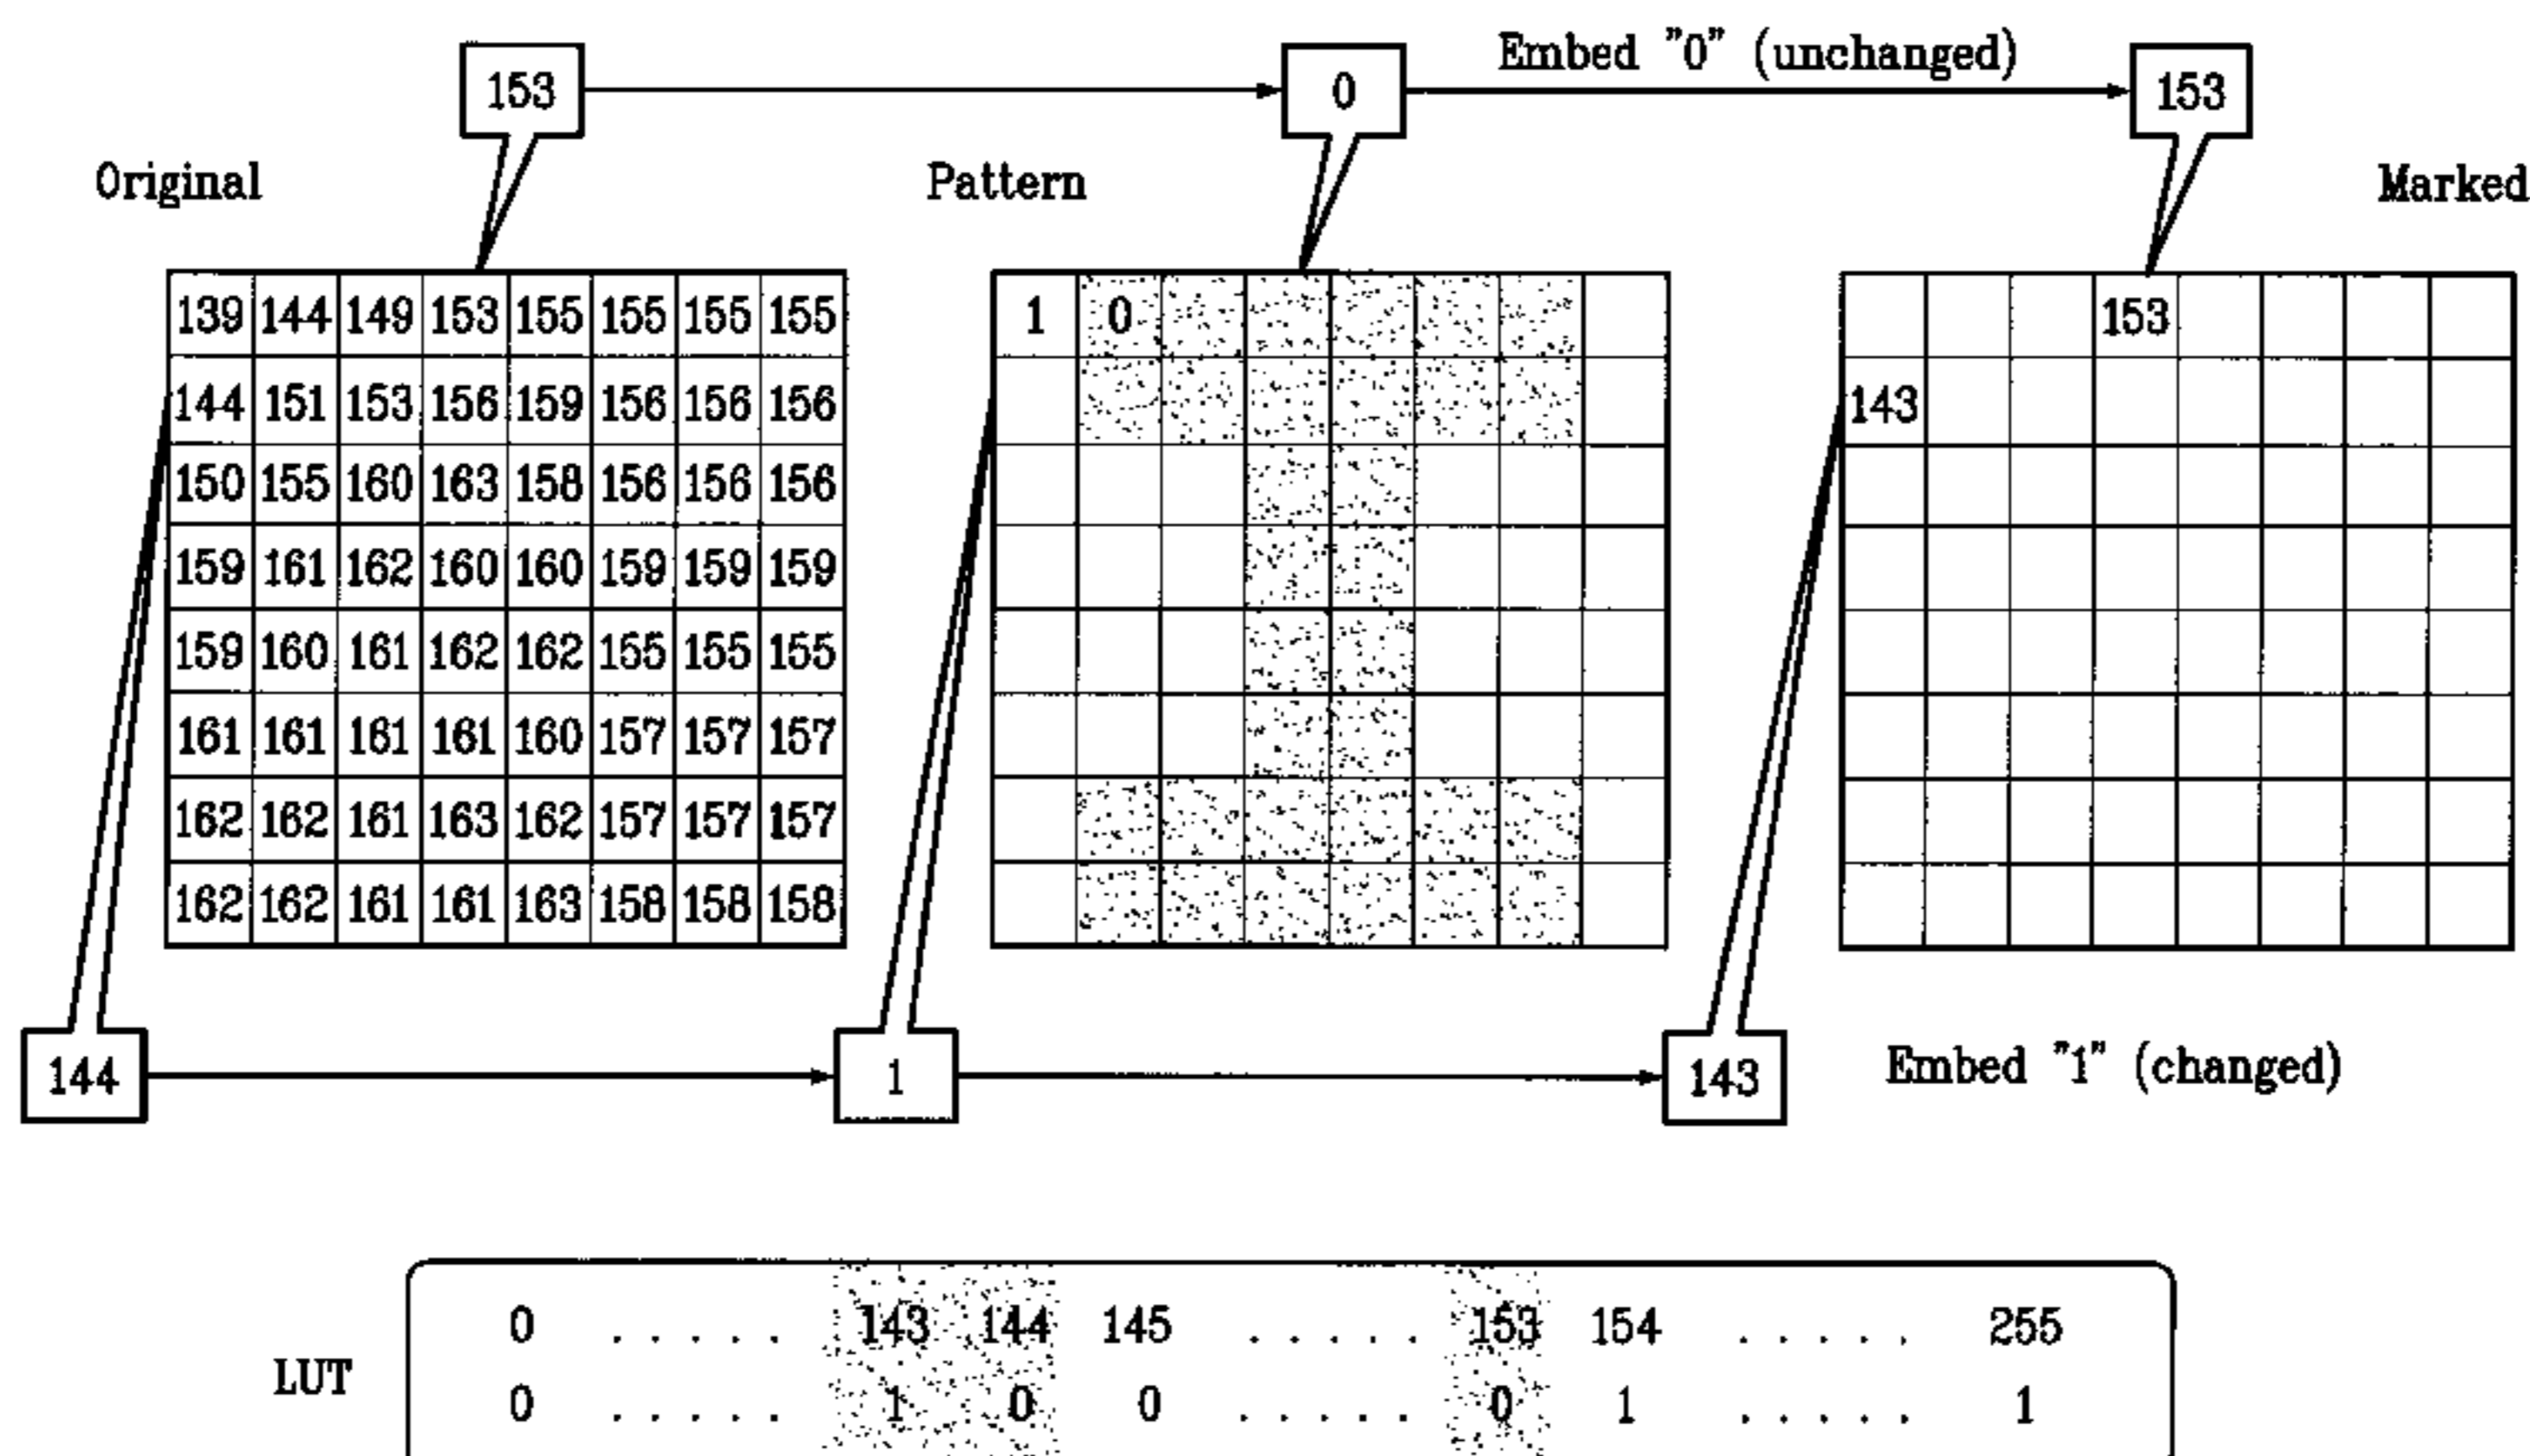 153 0 Embed "0" (unchanged) 153
Original Pattern Marked
139 144 149 153 155 155 155 155 1 0 153
144 151 153 156 159 156 156 156 143
150 155 160 163 158 156 156 156
159 161 162 160 160 159 159 159
159 160 161 162 162 155 155 155
161 161 161 161 160 157 157 157
162 162 161 163 162 157 157 157
162 162 161 161 163 158 158 158
144 1 143 Embed "1" (changed)
0 ..... 143 144 145 ..... 153 154 ..... 255
LUT
0 ..... 1 0 0 ..... 0 1 ..... 1